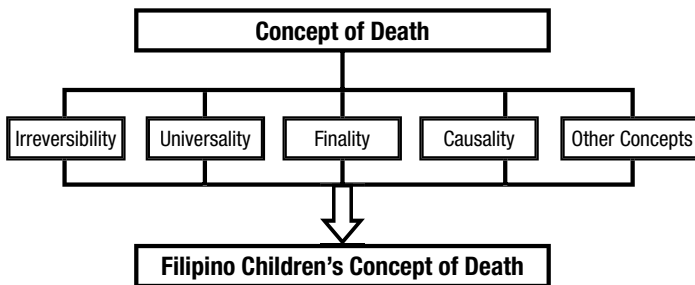 Concept of Death
Irreversibility Universality Finality Causality Other Concepts
Filipino Children's Concept of Death